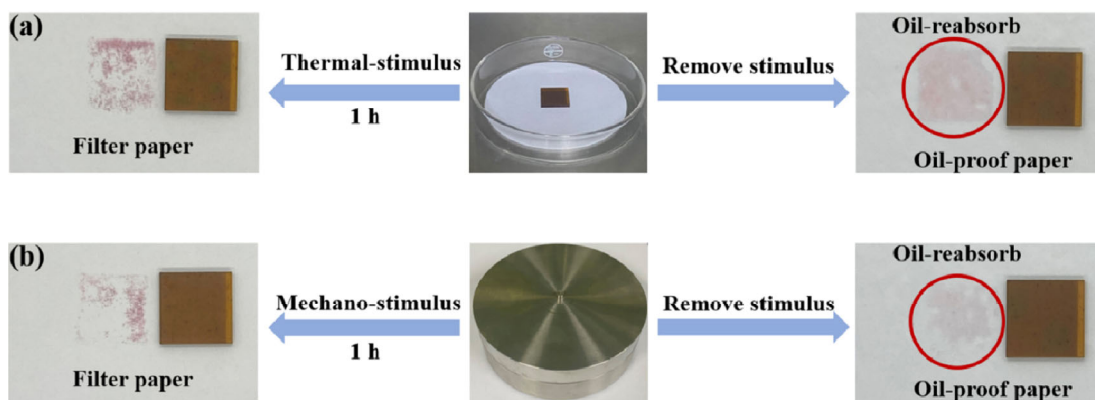 (a)
Thermal-stimulus
1 h
Filter paper
Remove stimulus
Oil-reabsorb
Oil-proof paper
(b)
Mechano-stimulus
1 h
Filter paper
Remove stimulus
Oil-reabsorb
Oil-proof paper